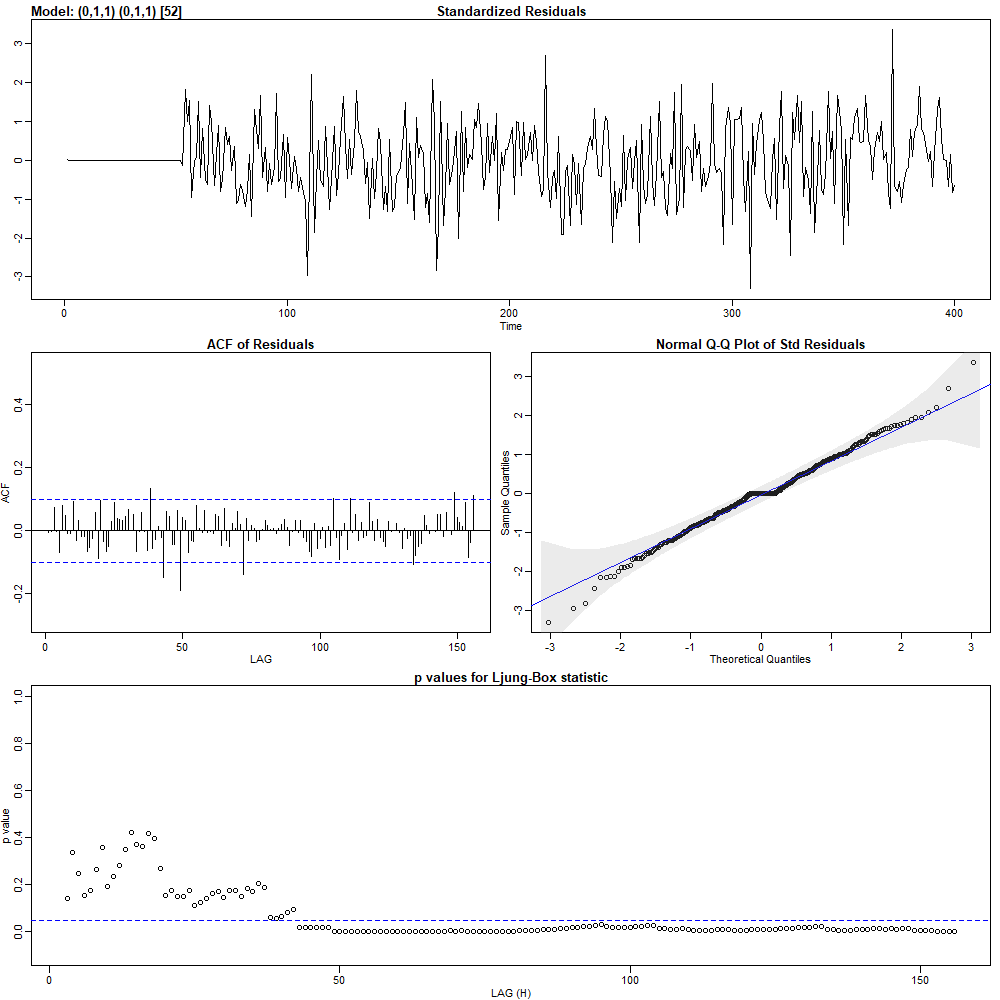 Model: (0,1,1) (0,1,1) [52]
Standardized Residuals
3
2
1
0
-1
-2
-3
0 100 200 300 400
Time
ACF of Residuals
ACF
0.4
0.2
0.0
-0.2
0 50 100 150
LAG
Normal Q-Q Plot of Std Residuals
Sample Quantiles
3
2
1
0
-1
-2
-3
-3 -2 -1 0 1 2 3
Theoretical Quantiles
p values for Ljung-Box statistic
p value
1.0
0.8
0.6
0.4
0.2
0.0
0 50 100 150
LAG (H)